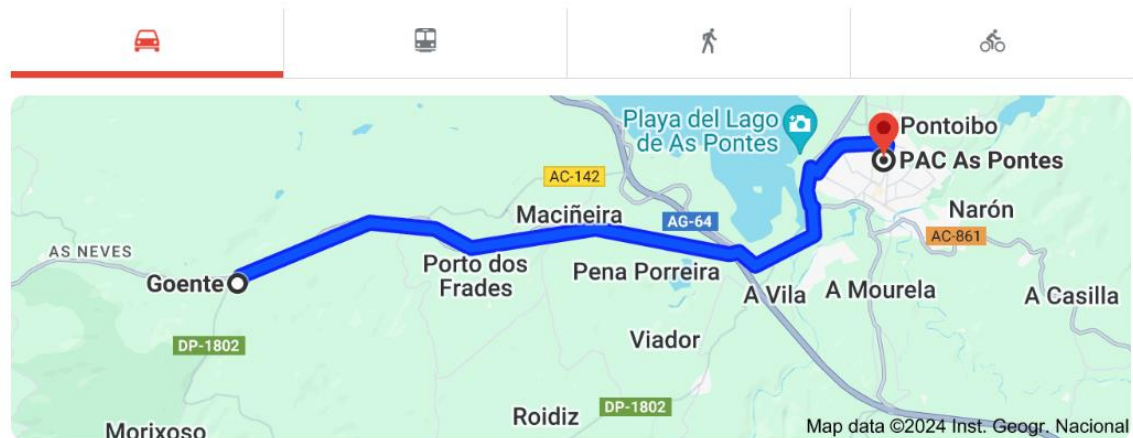 Playa del Lago
de As Pontes
Pontoibo
PAC As Pontes
AC-142
Maciñeira
AG-64
Narón
AC-861
AS NEVES
Goente
Porto dos
Frades
Pena Porreira
A Vila
A Mourela
A Casilla
DP-1802
Viador
Roidiz
DP-1802
Morixoso
Map data ©2024 Inst. Geogr. Nacional